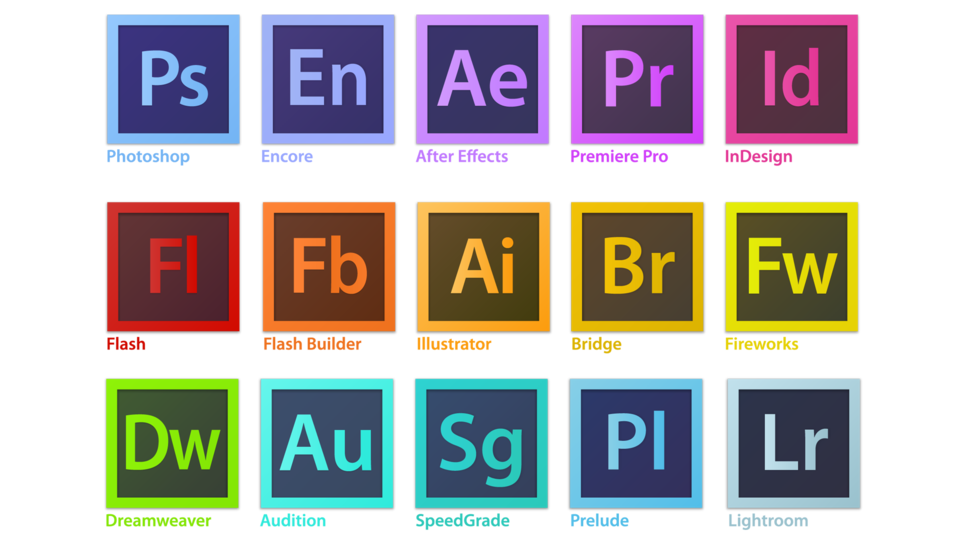 Ps En Ae Pr Id
Photoshop Encore After Effects Premiere Pro InDesign
Fl Fb Ai Br Fw
Flash Flash Builder Illustrator Bridge Fireworks
Dw Au Sg Pl Lr
Dreamweaver Audition SpeedGrade Prelude Lightroom